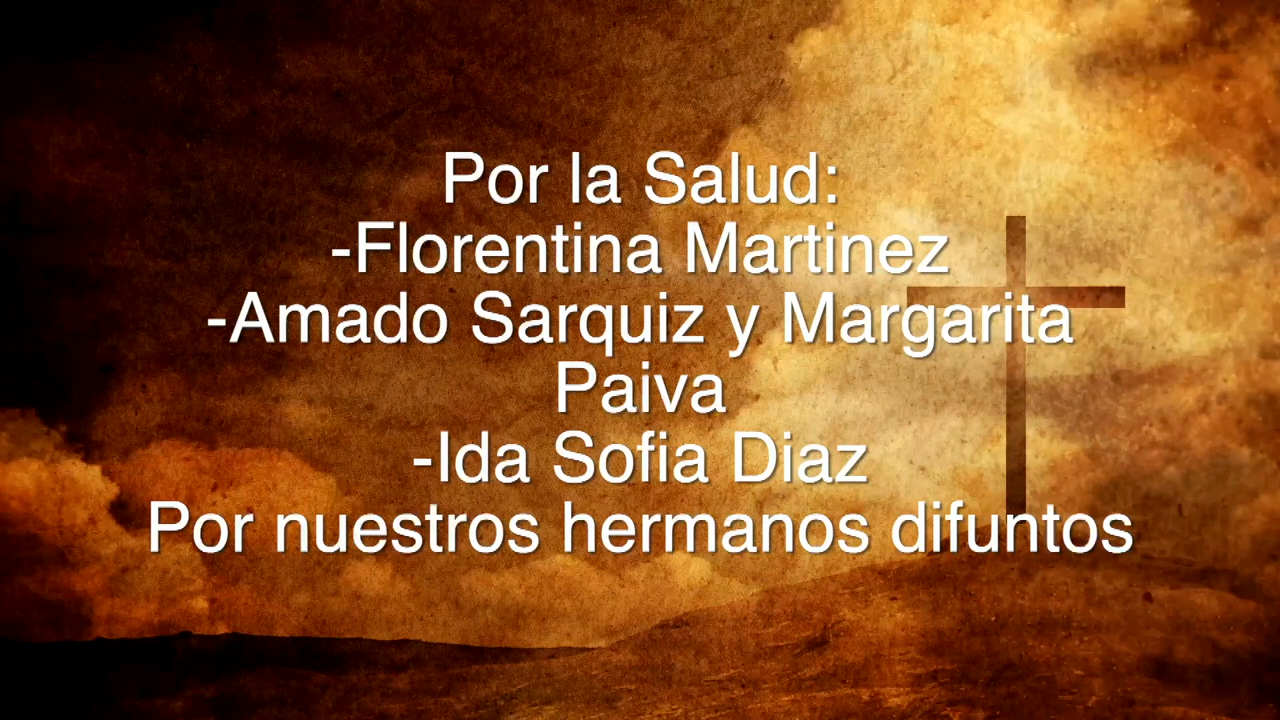 Por la Salud:
-Florentina Martinez
-Amado Sarquiz y Margarita
Paiva
-Ida Sofia Diaz
Por nuestros hermanos difuntos